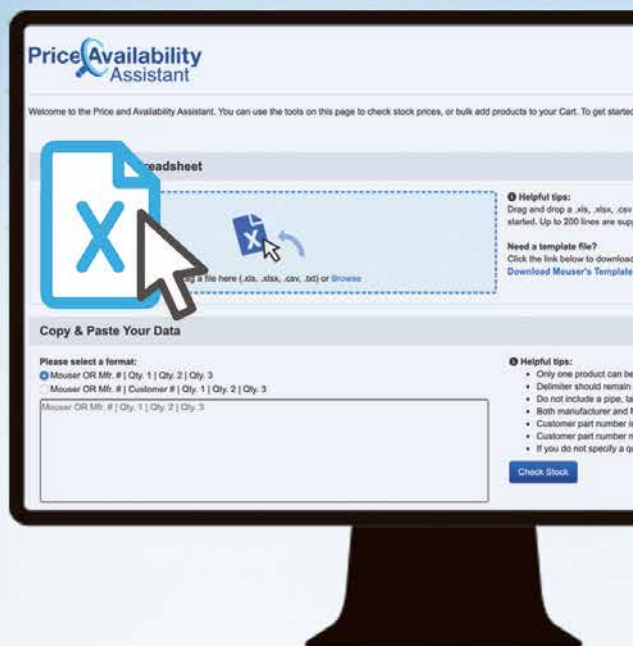 Price Availability
Assistant
Welcome to the Price and Availability Assistant. You can use the tools on this page to check stock prices, or bulk add products to your Cart. To get started
X
X
file here (.xls, .xlsx, .csv, .txt) or Browse
Helpful tips:
Drag and drop a .xls, .xlsx, .csv
started. Up to 200 lines are
Need a template file?
Click the link below to download
Download Mouser's Template
Copy & Paste Your Data
Please select a format:
Mouser OR Mfr. # | Qty. 1 | Qty. 2 | Qty. 3
Mouser OR Mfr. # | Customer # | Qty. 1 | Qty. 2 | Qty. 3
Mouser OR Mfr. # | Qty. 1 | Qty. 2 | Qty. 3
Helpful tips:
Only one product can be
Delimiter should remain
Do not include a pipe,
Both manufacturer and
Customer part number
Customer part number
If you do not specify a
Check Stock